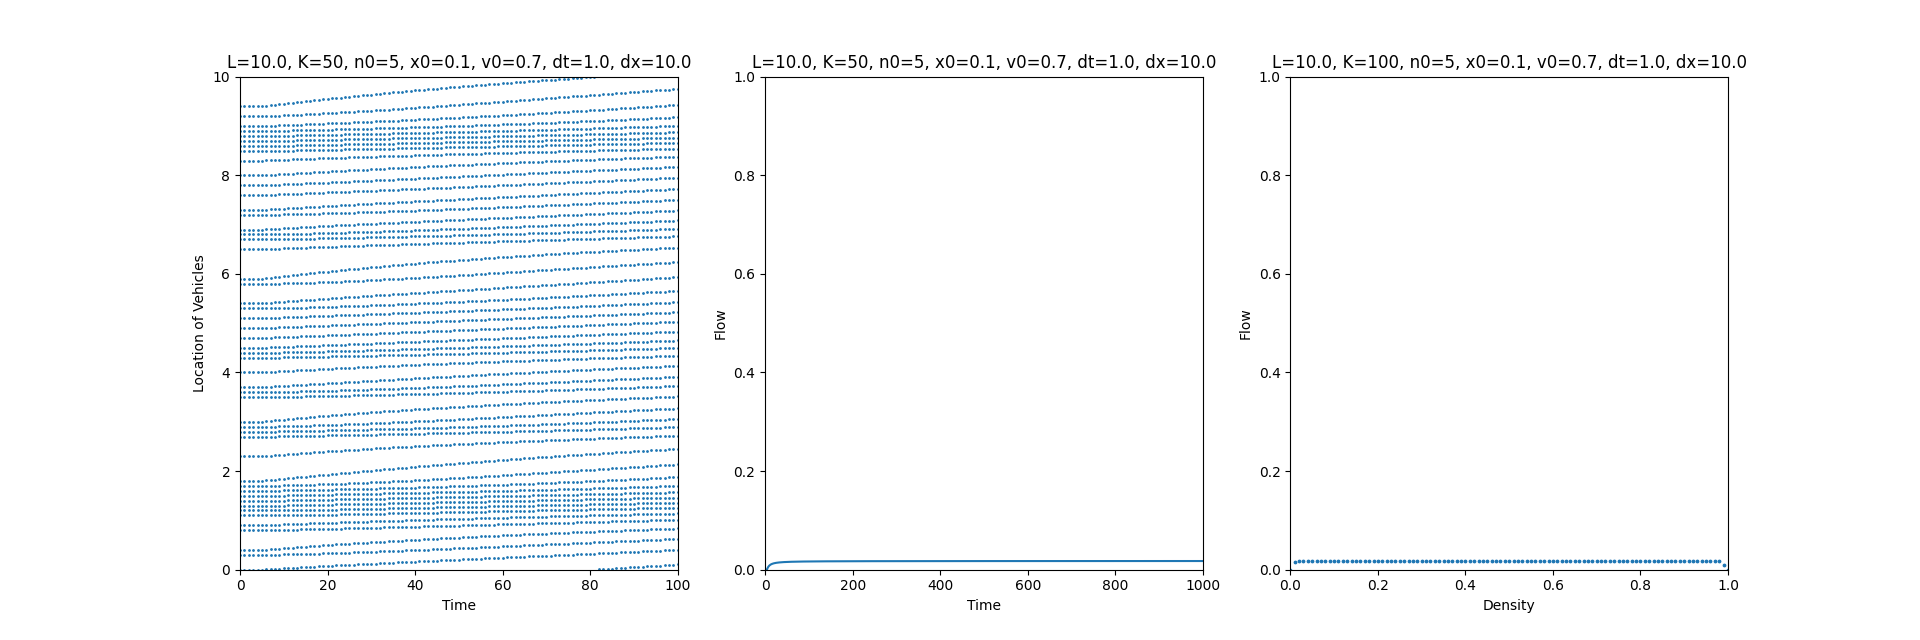 L=10.0, K=50, n0=5, x0=0.1, v0=0.7, dt=1.0, dx=10.0
10
8
6
4
2
0
Location of Vehicles
0 20 40 60 80 100
Time
L=10.0, K=50, n0=5, x0=0.1, v0=0.7, dt=1.0, dx=10.0
1.0
0.8
0.6
0.4
0.2
0.0
Flow
0 200 400 600 800 1000
Time
L=10.0, K=100, n0=5, x0=0.1, v0=0.7, dt=1.0, dx=10.0
1.0
0.8
0.6
0.4
0.2
0.0
Flow
0.0 0.2 0.4 0.6 0.8 1.0
Density